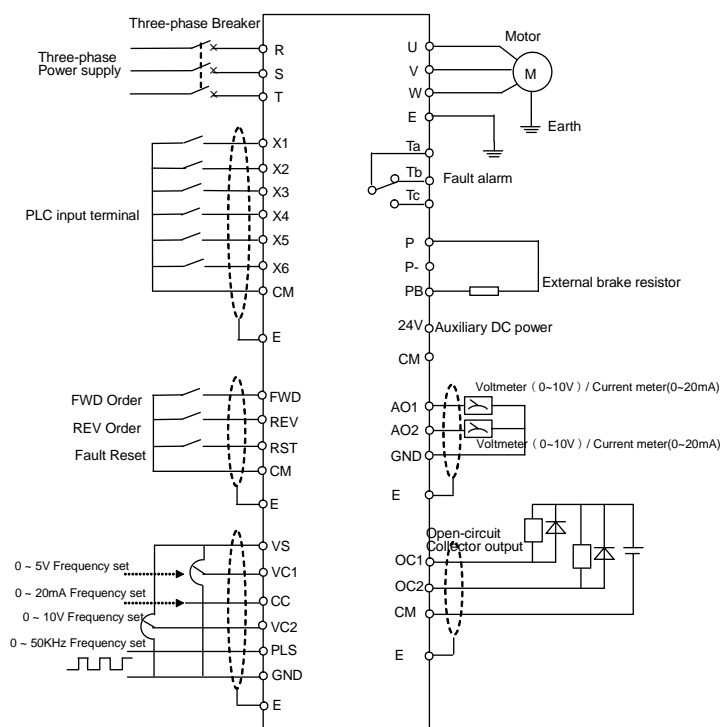 Three-phase Breaker
Three-phase
Power supply
R
S
T
X1
X2
X3
X4
X5
X6
CM
E
PLC input terminal
FWD Order
REV Order
Fault Reset
FWD
REV
RST
CM
E
0 ~ 5V Frequency set
0 ~ 20mA Frequency set
0 ~ 10V Frequency set
0 ~ 50KHz Frequency set
VS
VC1
CC
VC2
PLS
GND
E
U
V
W
E
Motor
M
Earth
Ta
Tb
Tc
Fault alarm
P
P-
PB
External brake resistor
24V
Auxiliary DC power
CM
Voltmeter（0~10V）/ Current meter(0~20mA)
AO1
AO2
Voltmeter（0~10V）/ Current meter(0~20mA)
GND
E
Open-circuit
Collector output
OC1
OC2
CM
E